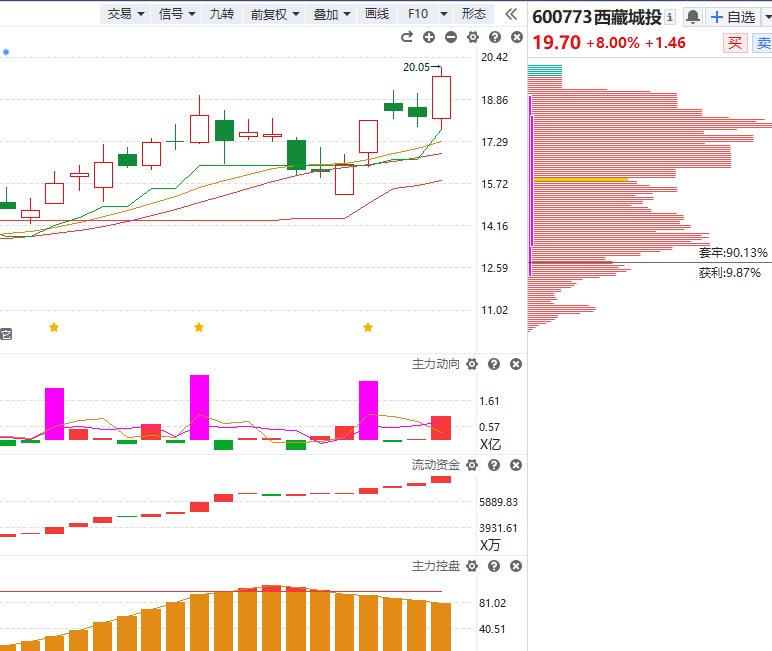 交易 信号 九转 前复权 叠加 画线 F10 形态
600773西藏城投 自选
19.70 +8.00% +1.46 买 卖
20.05
20.42
18.86
17.29
15.72
14.16
12.59
11.02
套牢:90.13%
获利:9.87%
主力动向
1.61
0.57
X亿
流动资金
5889.83
3931.61
X万
主力控盘
81.02
40.51